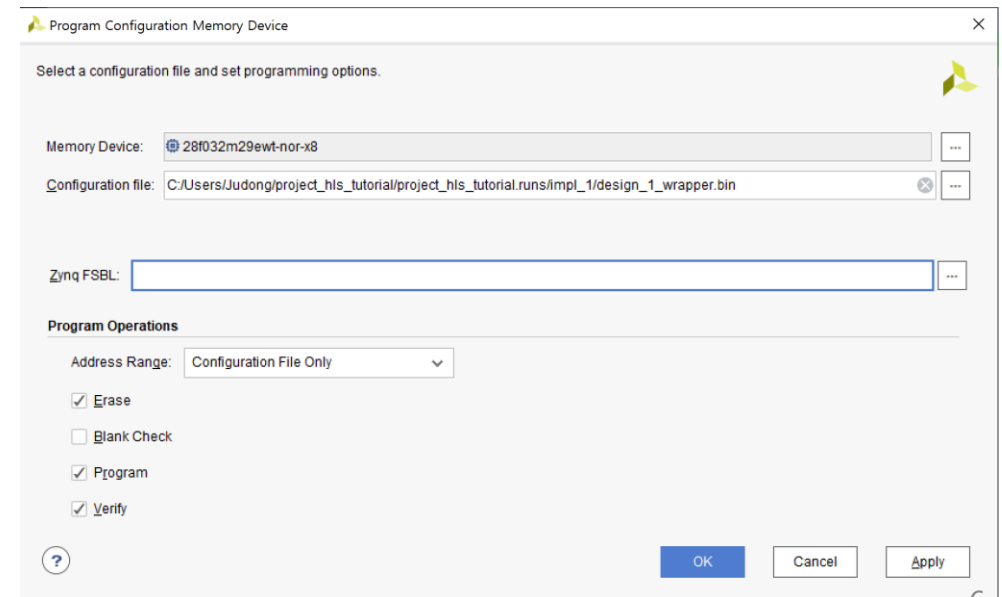 Program Configuration Memory Device
Select a configuration file and set programming options.
Memory Device: 28f032m29ewt-nor-x8 ...
Configuration file: C:/Users/Judong/project_hls_tutorial/project_hls_tutorial.runs/impl_1/design_1_wrapper.bin ...
Zynq FSBL: ...
Program Operations
Address Range: Configuration File Only
Erase
Blank Check
Program
Verify
? OK Cancel Apply